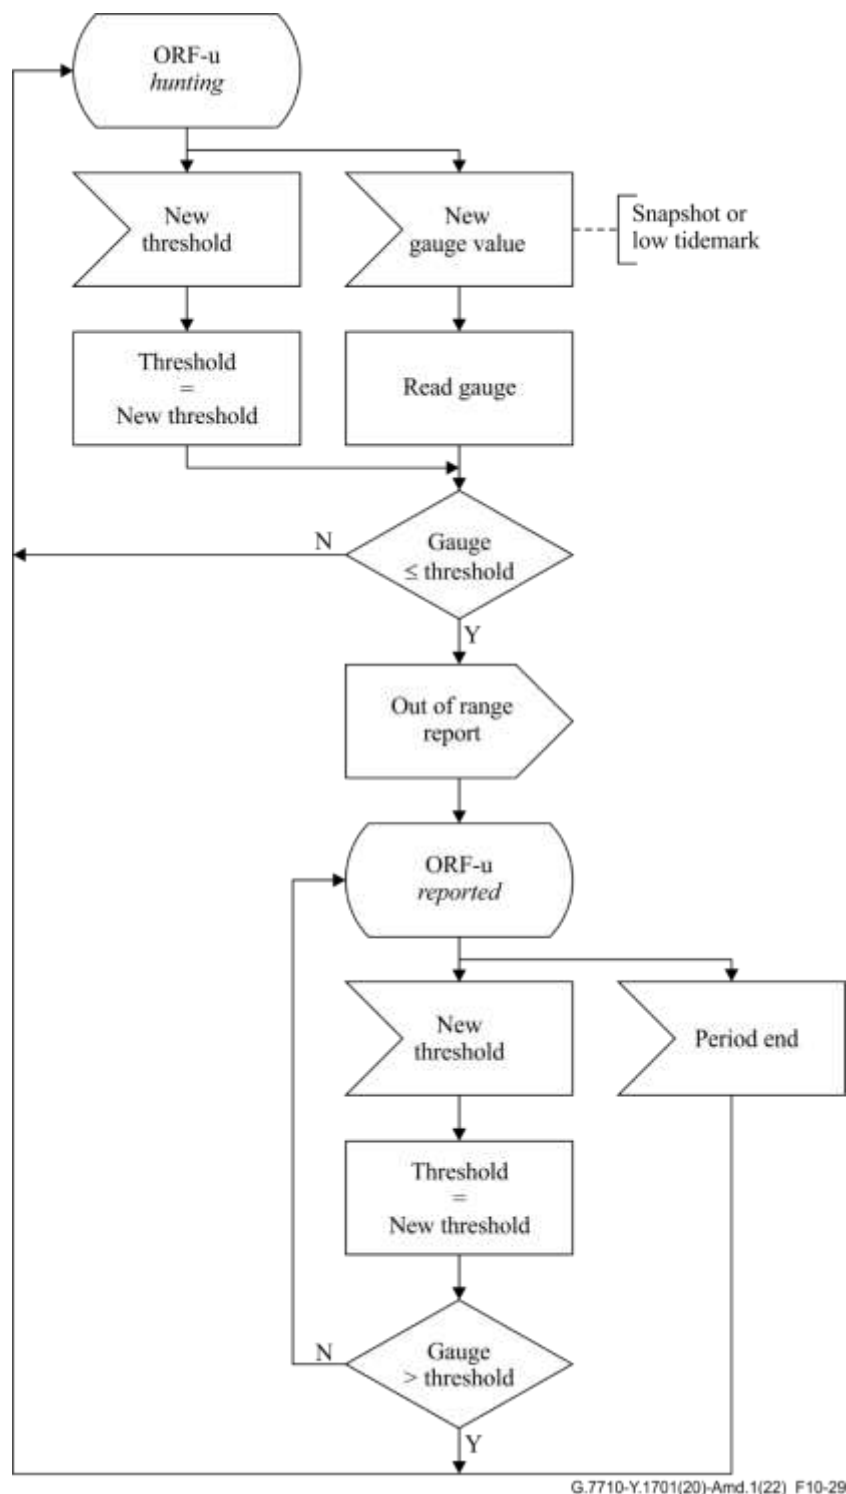 ORF-u
hunting
New
threshold
New
gauge value
Snapshot or
low tidemark
Threshold
=
New threshold
Read gauge
N
Gauge
≤ threshold
Y
Out of range
report
ORF-u
reported
New
threshold
Period end
Threshold
=
New threshold
N
Gauge
> threshold
Y
G.7710-Y.1701(20)-Amd.1(22)_F10-29